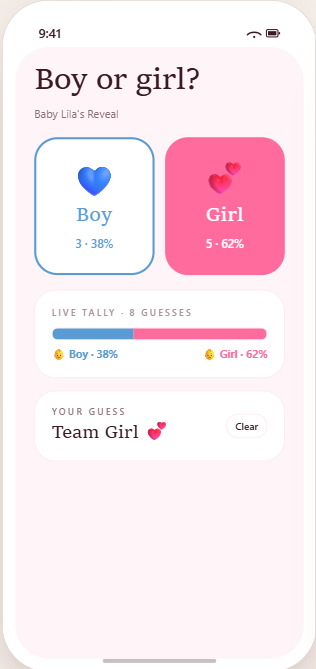 9:41
Boy or girl?
Baby Lila's Reveal
Boy
3 · 38%
Girl
5 · 62%
LIVE TALLY · 8 GUESSES
Boy · 38%
Girl · 62%
YOUR GUESS
Team Girl
Clear